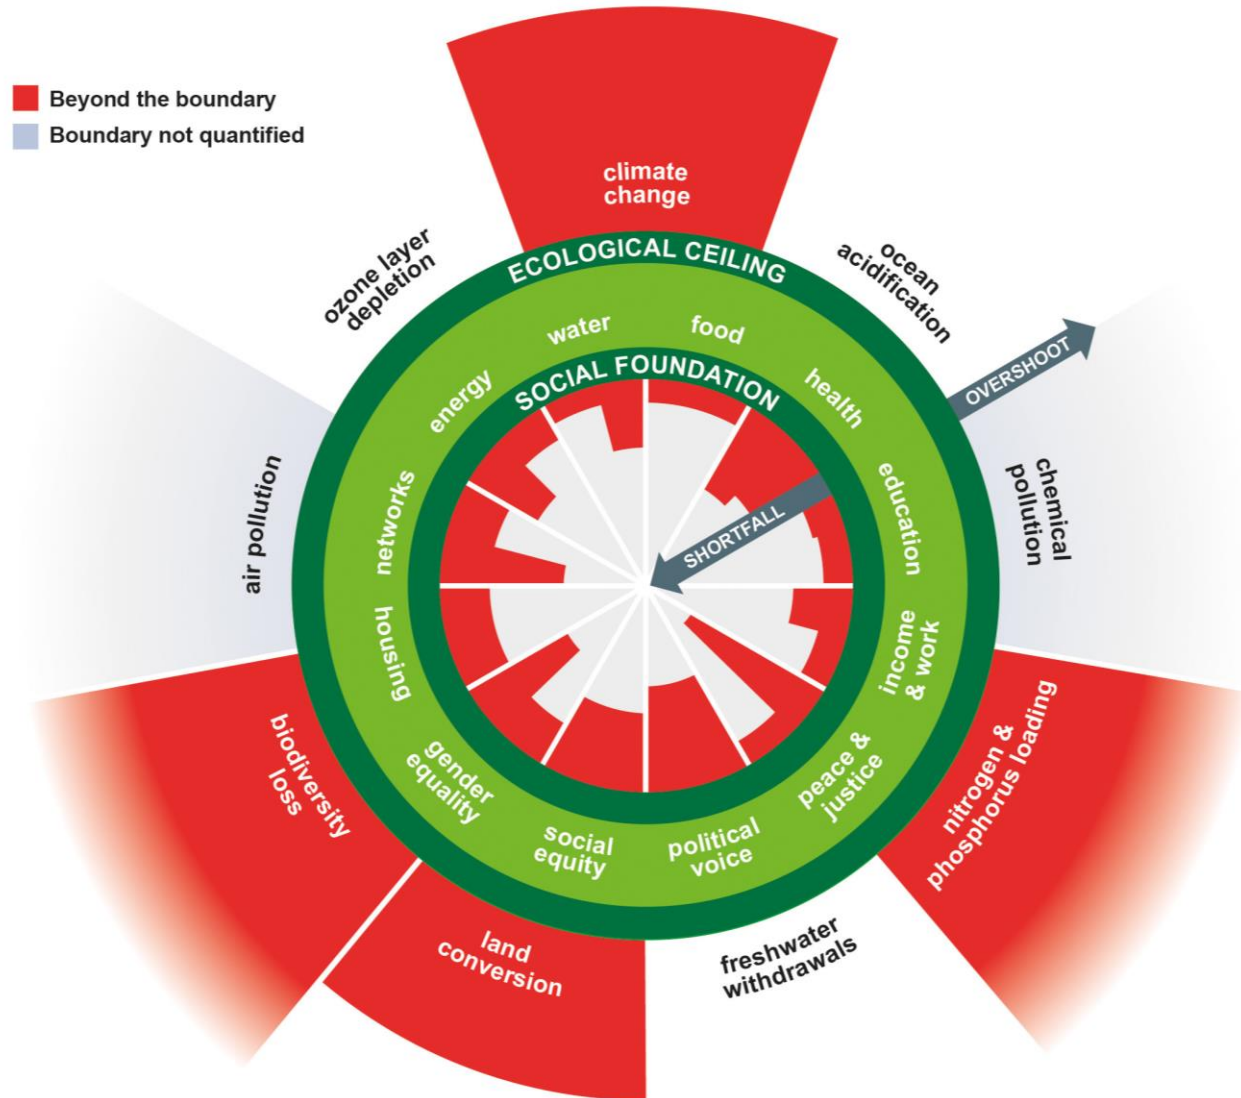 Beyond the boundary
Boundary not quantified
climate
change
ECOLOGICAL CEILING
ozone layer
depletion
ocean
acidification
water
food
SOCIAL FOUNDATION
energy
health
OVERSHOOT
networks
education
SHORTFALL
air pollution
chemical
pollution
housing
income
& work
biodiversity
loss
gender
equality
social
equity
political
voice
peace &
justice
nitrogen &
phosphorus loading
land
conversion
freshwater
withdrawals